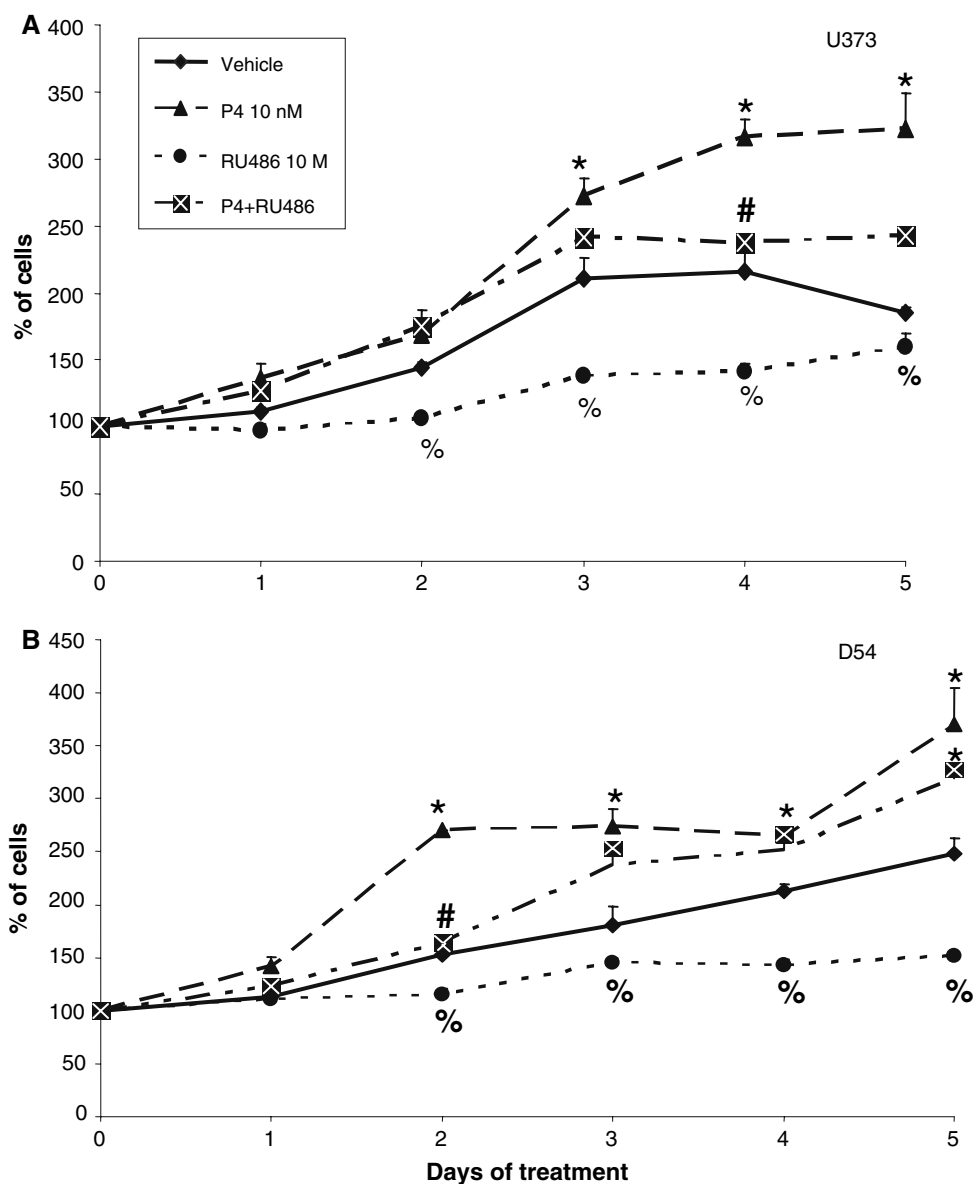 A
U373
400
350
300
250
200
150
100
50
0
% of cells
Vehicle
P4 10 nM
RU486 10 M
P4+RU486
* * *
#
% % % %
0 1 2 3 4 5
B
D54
450
400
350
300
250
200
150
100
50
0
% of cells
* * * * *
#
% % % %
0 1 2 3 4 5
Days of treatment